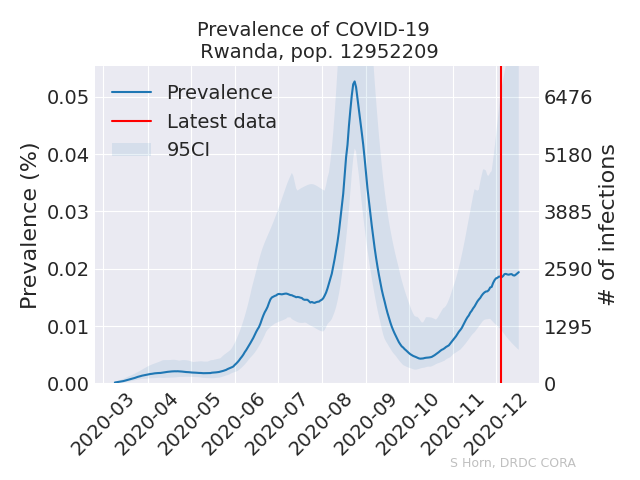 Prevalence of COVID-19
Rwanda, pop. 12952209
Prevalence
Latest data
95CI
Prevalence (%)
0.05
0.04
0.03
0.02
0.01
0.00
6476
5180
3885
2590
1295
0
# of infections
2020-03
2020-04
2020-05
2020-06
2020-07
2020-08
2020-09
2020-10
2020-11
2020-12
S Horn, DRDC CORA